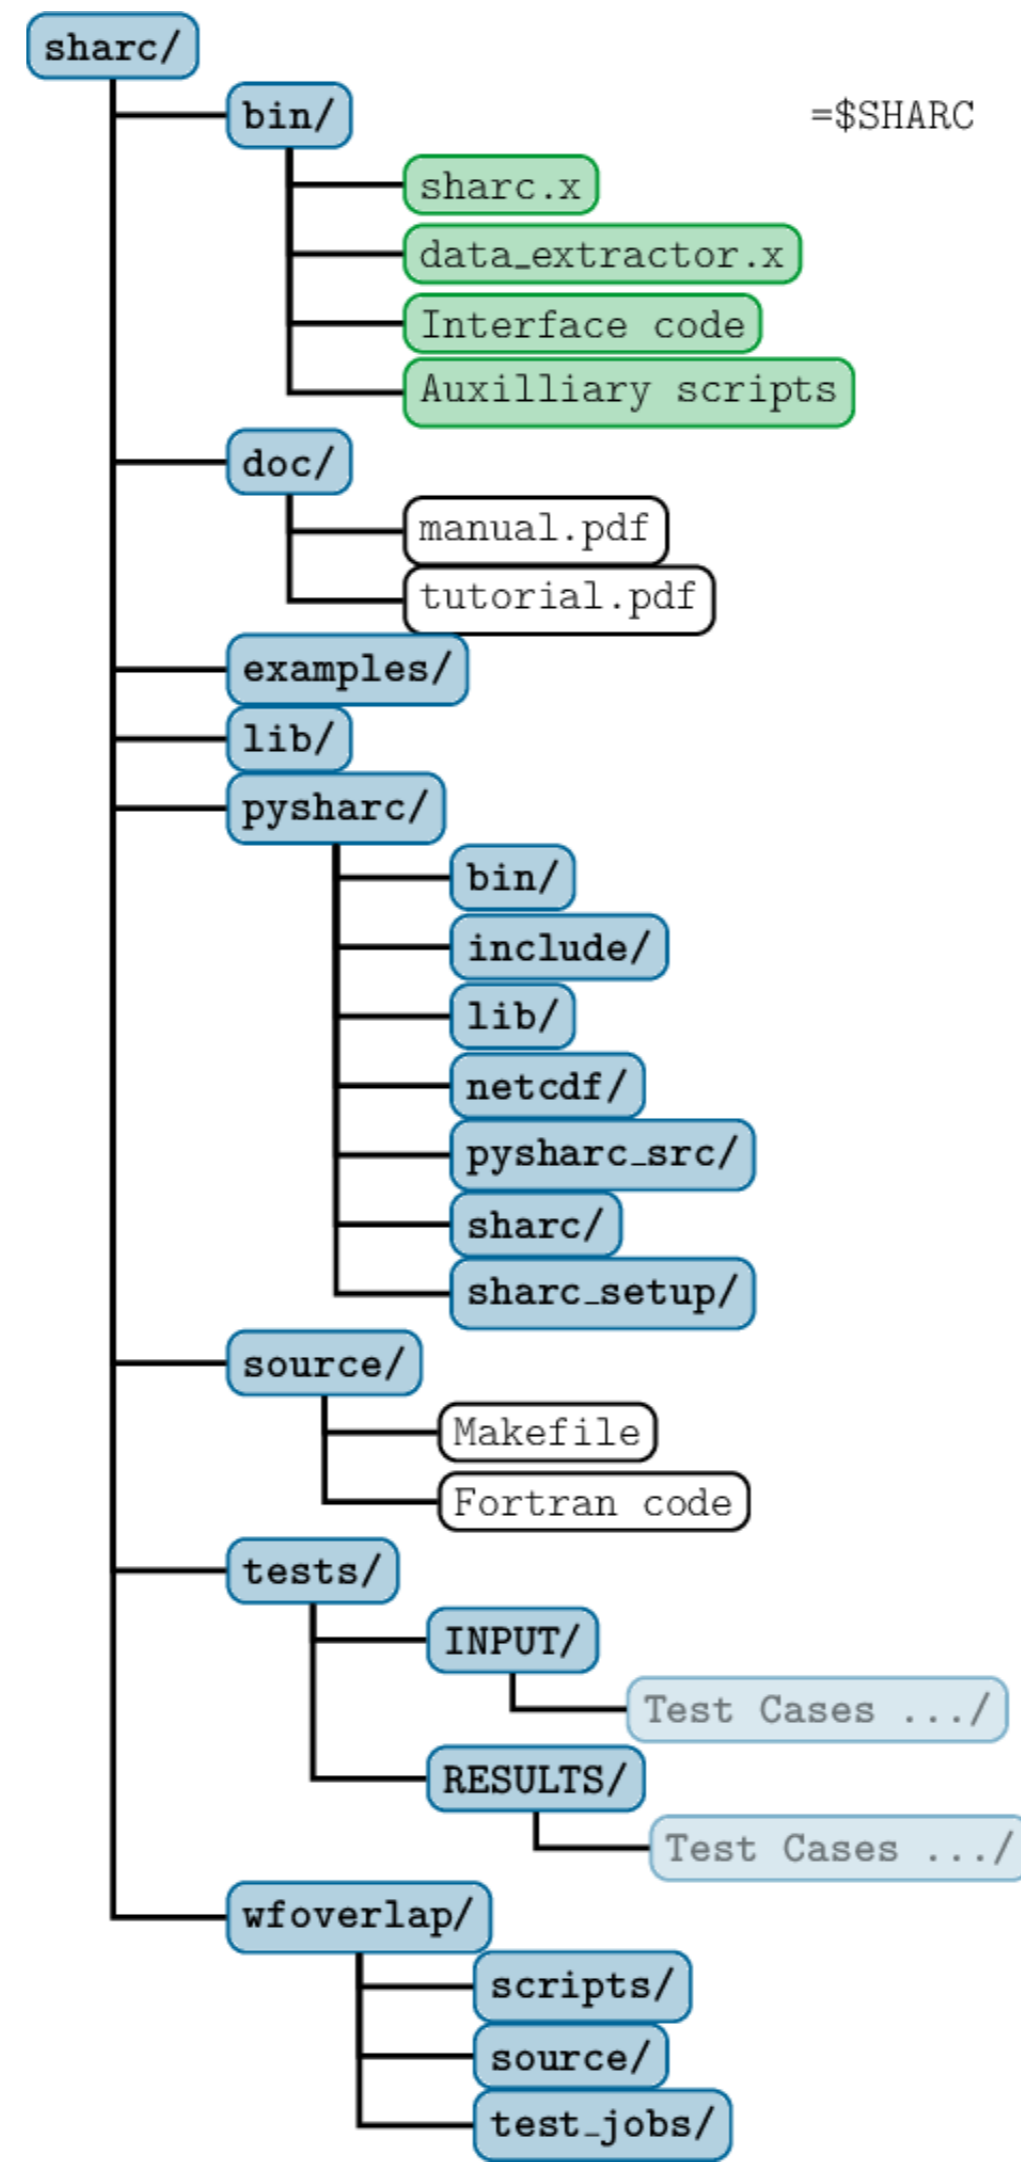 sharc/
bin/ =$SHARC
sharc.x
data_extractor.x
Interface code
Auxilliary scripts
doc/
manual.pdf
tutorial.pdf
examples/
lib/
pysharc/
bin/
include/
lib/
netcdf/
pysharc_src/
sharc/
sharc_setup/
source/
Makefile
Fortran code
tests/
INPUT/
Test Cases .../
RESULTS/
Test Cases .../
wfoverlap/
scripts/
source/
test_jobs/